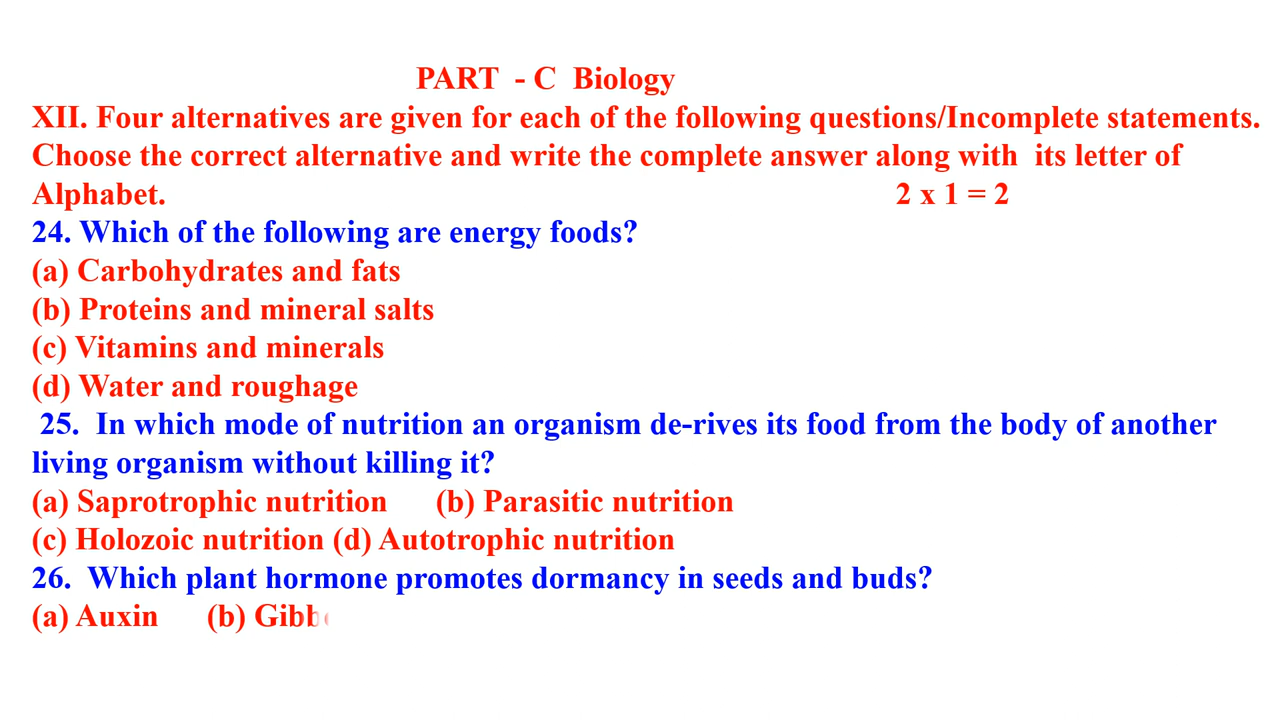 PART - C Biology
XII. Four alternatives are given for each of the following questions/Incomplete statements.
Choose the correct alternative and write the complete answer along with its letter of
Alphabet. 2 x 1 = 2
24. Which of the following are energy foods?
(a) Carbohydrates and fats
(b) Proteins and mineral salts
(c) Vitamins and minerals
(d) Water and roughage
25. In which mode of nutrition an organism de-rives its food from the body of another
living organism without killing it?
(a) Saprotrophic nutrition (b) Parasitic nutrition
(c) Holozoic nutrition (d) Autotrophic nutrition
26. Which plant hormone promotes dormancy in seeds and buds?
(a) Auxin (b)